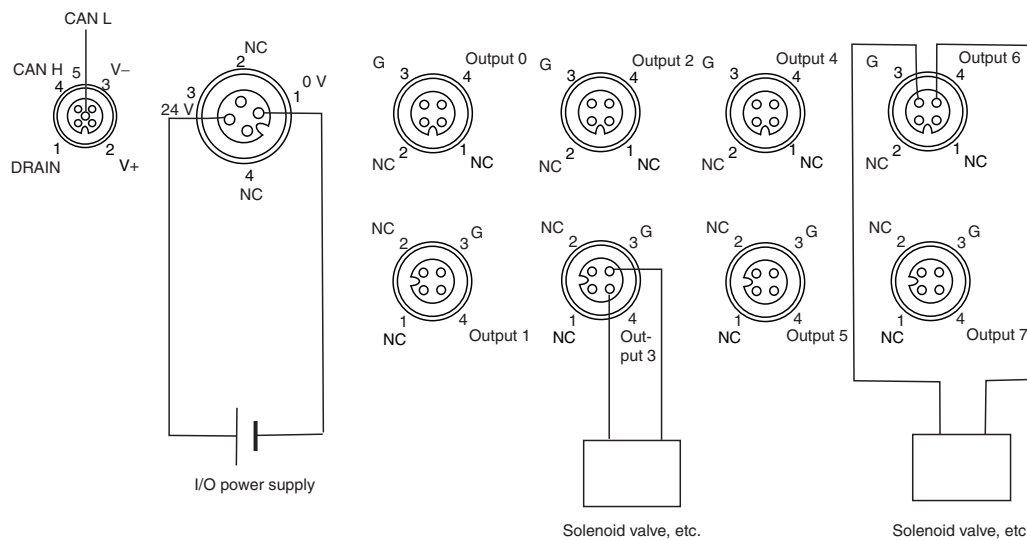 CAN L
CAN H 5 V–
4 3
1 2
DRAIN V+
NC
2
0 V
3 1
24 V
4
NC
I/O power supply
G Output 0
3 4
2 1
NC NC
G Output 2
3 4
2 1
NC NC
G Output 4
3 4
2 1
NC NC
G Output 6
3 4
2 1
NC NC
NC G
2 3
1 4
NC Output 1
NC G
2 3
1 4
NC Out-
put 3
NC G
2 3
1 4
NC Output 5
NC G
2 3
1 4
NC Output 7
Solenoid valve, etc.
Solenoid valve, etc